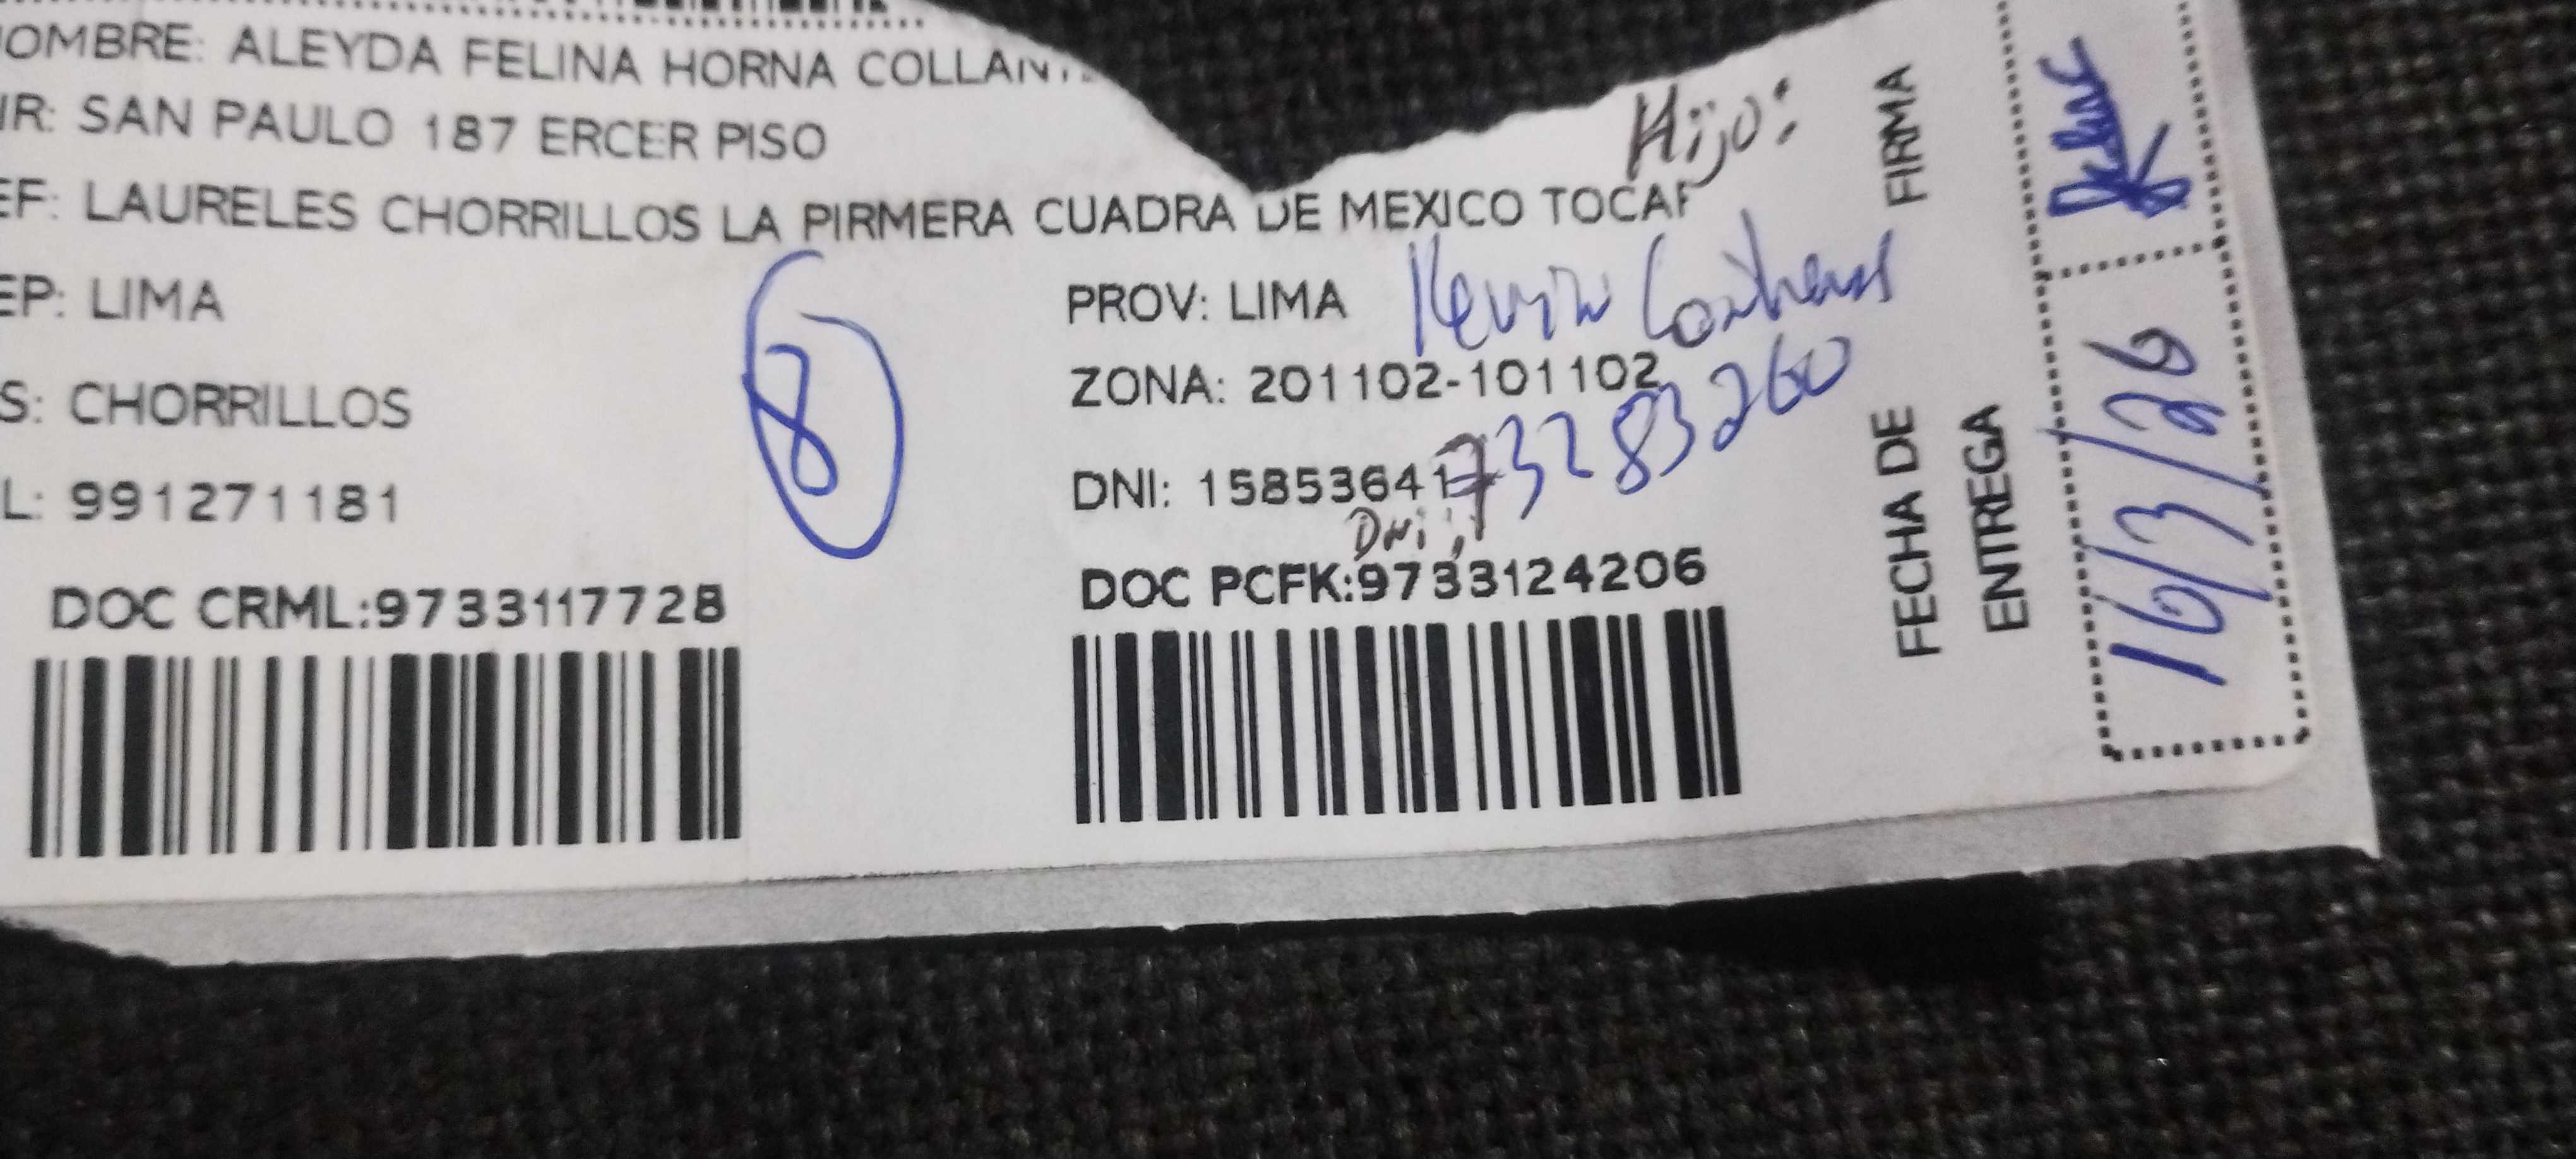 OMBRE: ALEYDA FELINA HORNA COLLAN
IR: SAN PAULO 187 ERCER PISO
Hijo:
EF: LAURELES CHORRILLOS LA PIRMERA CUADRA DE MEXICO TOCAR
EP: LIMA
PROV: LIMA
Kevin Contreras
S: CHORRILLOS
8
ZONA: 201102-101102
L: 991271181
DNI: 15853641
73283260
Dni:
DOC CRML:9733117728
DOC PCFK:9733124206
FIRMA
FECHA DE
ENTREGA
16/3/26